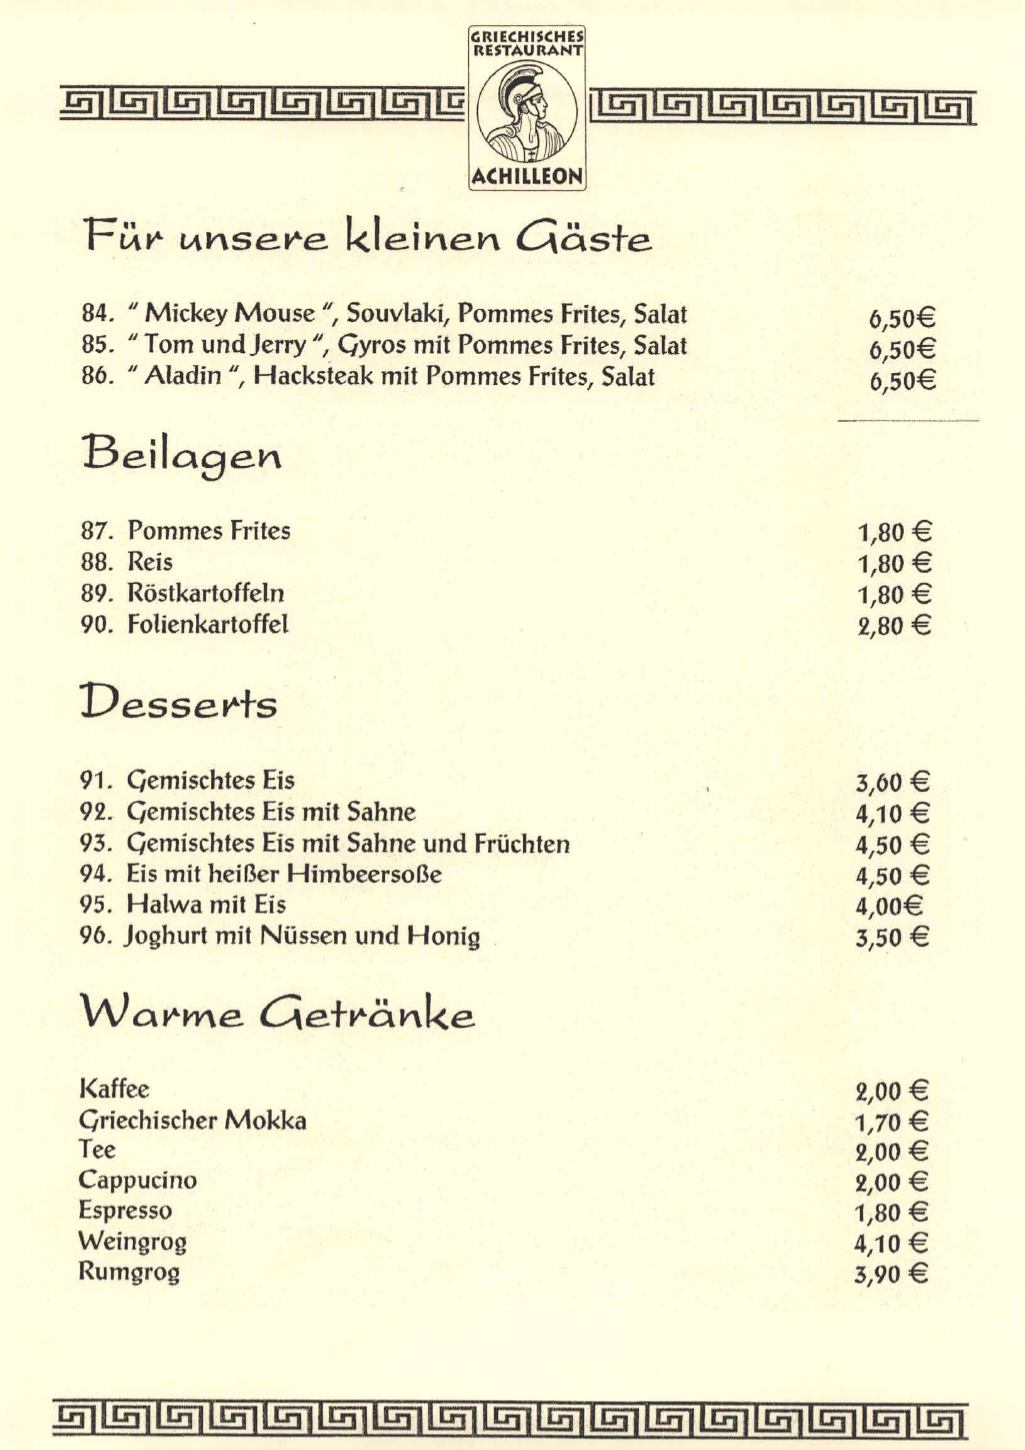 GRIECHISCHES
RESTAURANT
ACHILLEON
Für unsere kleinen Gäste
84. " Mickey Mouse ", Souvlaki, Pommes Frites, Salat 6,50€
85. " Tom und Jerry ", Gyros mit Pommes Frites, Salat 6,50€
86. " Aladin ", Hacksteak mit Pommes Frites, Salat 6,50€
Beilagen
87. Pommes Frites 1,80 €
88. Reis 1,80 €
89. Röstkartoffeln 1,80 €
90. Folienkartoffel 2,80 €
Desserts
91. Gemischtes Eis 3,60 €
92. Gemischtes Eis mit Sahne 4,10 €
93. Gemischtes Eis mit Sahne und Früchten 4,50 €
94. Eis mit heißer Himbeersoße 4,50 €
95. Halwa mit Eis 4,00€
96. Joghurt mit Nüssen und Honig 3,50 €
Warme Getränke
Kaffee 2,00 €
Griechischer Mokka 1,70 €
Tee 2,00 €
Cappucino 2,00 €
Espresso 1,80 €
Weingrog 4,10 €
Rumgrog 3,90 €